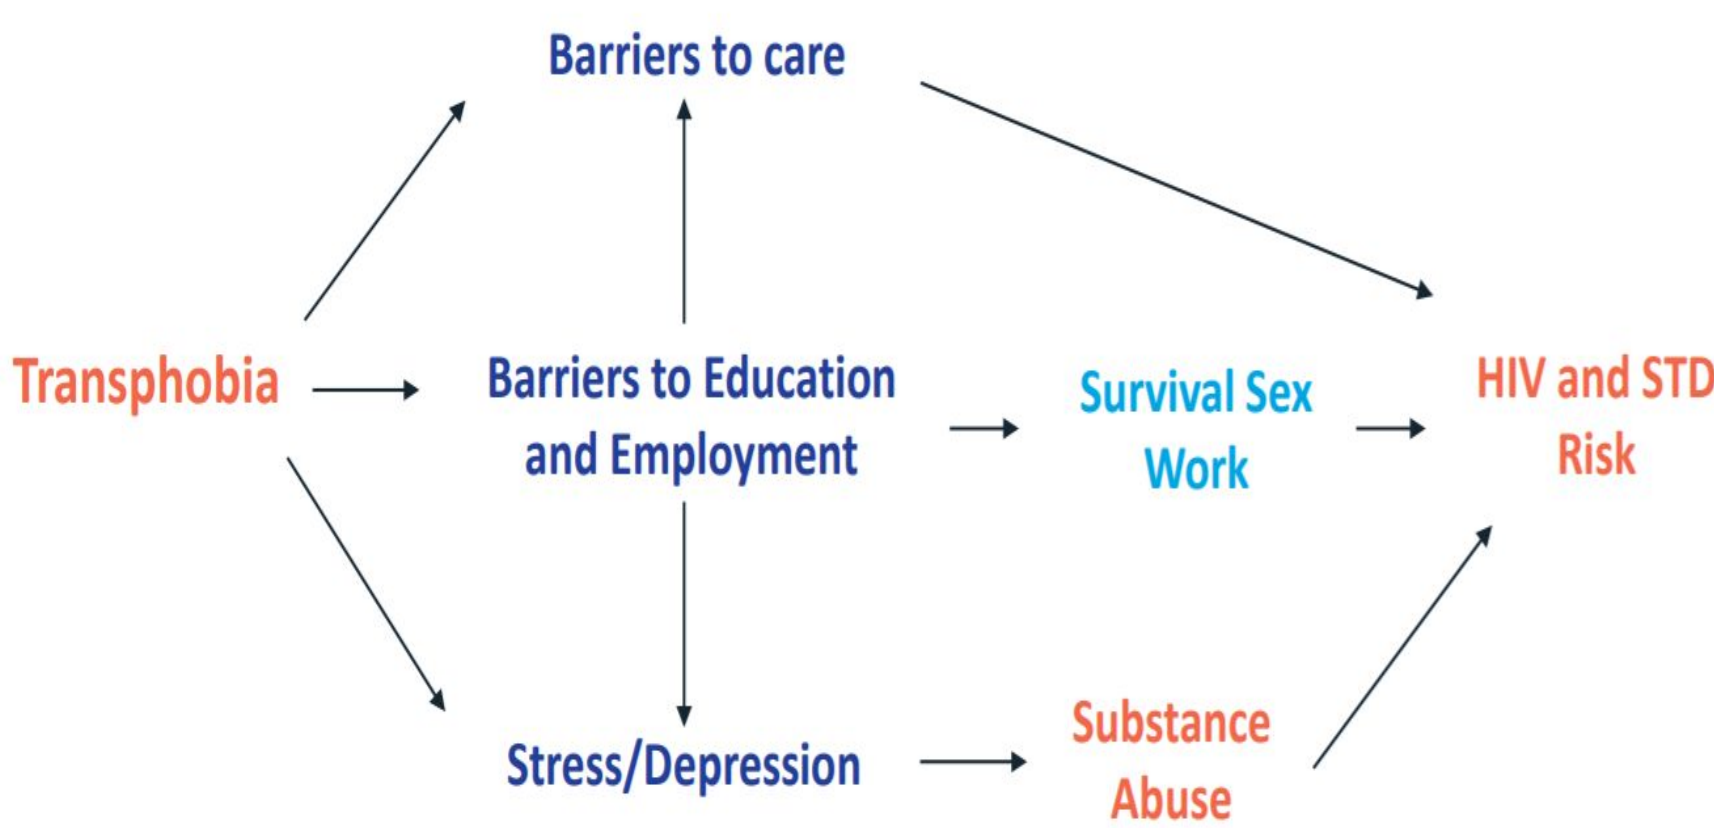 Barriers to care
Transphobia
Barriers to Education
and Employment
Survival Sex
Work
HIV and STD
Risk
Stress/Depression
Substance
Abuse